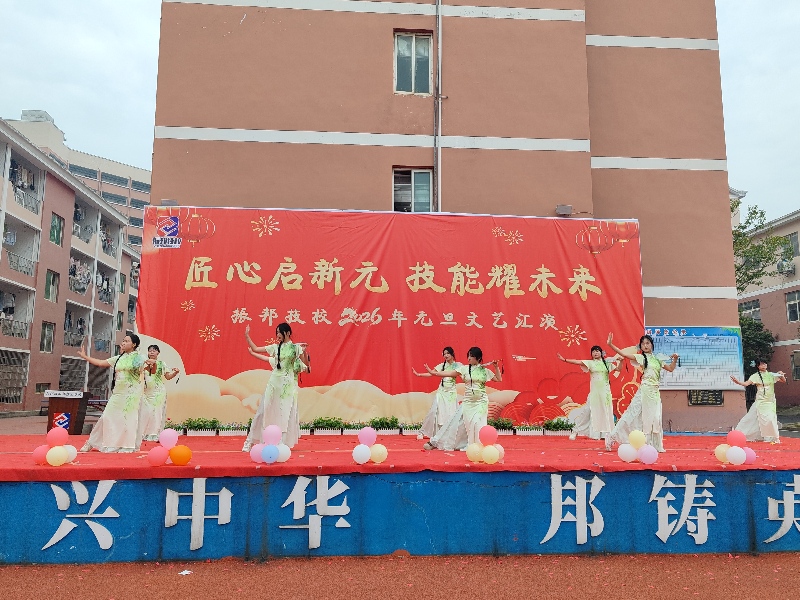 匠心启新元 技能耀未来
振邦技校2026年元旦文艺汇演
兴中华 邦铸英